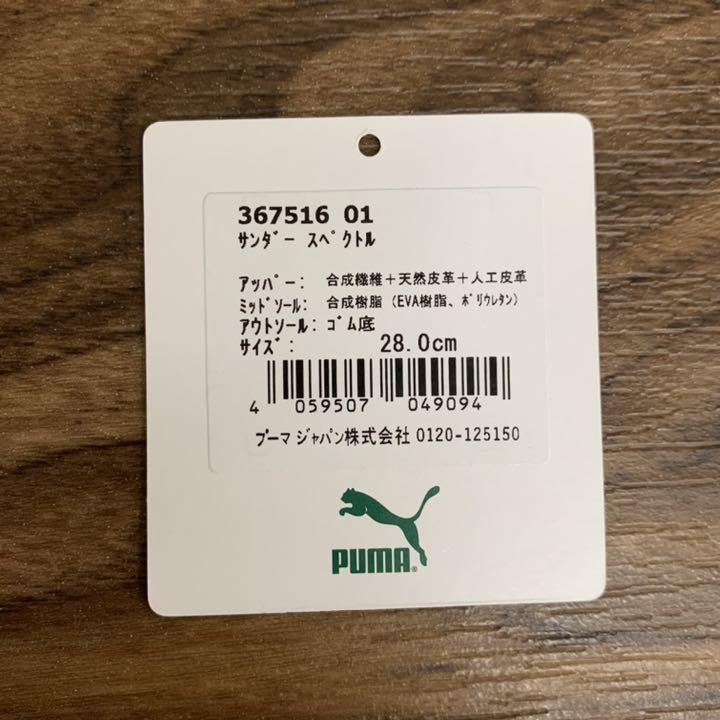 367516 01
ｻﾝﾀﾞｰ ｽﾍﾟｸﾄﾙ
ｱｯﾊﾟｰ: 合成繊維＋天然皮革＋人工皮革
ﾐｯﾄﾞｿｰﾙ: 合成樹脂 (EVA樹脂、ﾎﾟﾘｳﾚﾀﾝ)
ｱｳﾄｿｰﾙ: ｺﾞﾑ底
ｻｲｽﾞ: 28.0cm
4 059507 049094
ﾌﾟｰﾏ ｼﾞｬﾊﾟﾝ株式会社 0120-125150
PUMA®